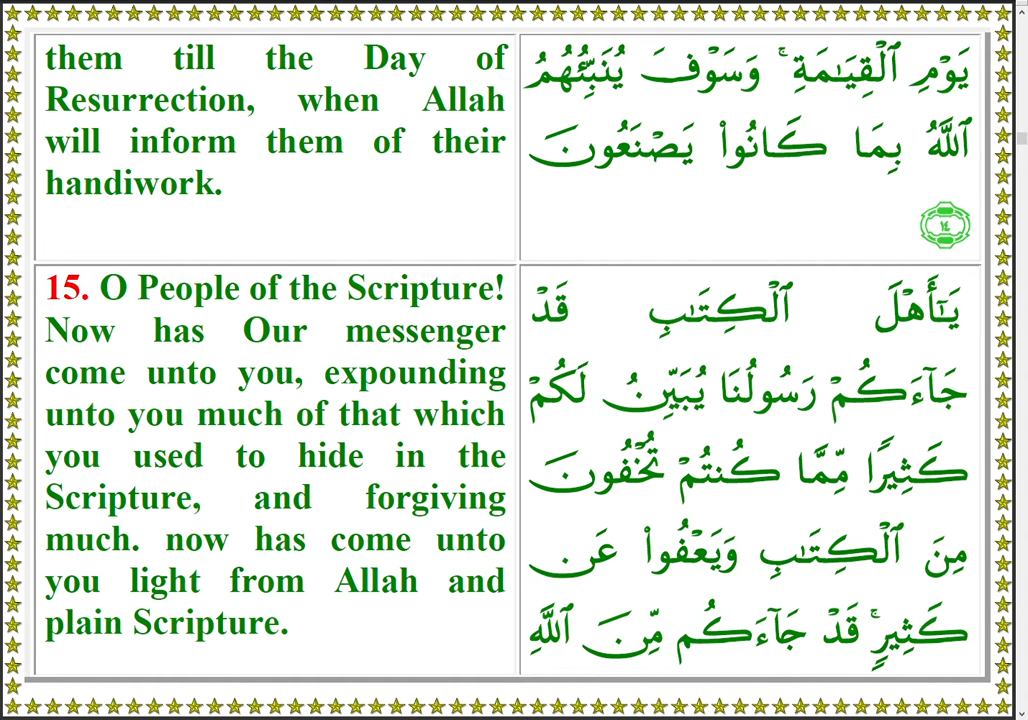 them till the Day of
Resurrection, when Allah
will inform them of their
handiwork.
يَوْمِ ٱلْقِيَـٰمَةِ ۚ وَسَوْفَ يُنَبِّئُهُمُ
ٱللَّهُ بِمَا كَانُوا۟ يَصْنَعُونَ
١٤
15. O People of the Scripture!
Now has Our messenger
come unto you, expounding
unto you much of that which
you used to hide in the
Scripture, and forgiving
much. now has come unto
you light from Allah and
plain Scripture.
يَـٰٓأَهْلَ ٱلْكِتَـٰبِ قَدْ
جَآءَكُمْ رَسُولُنَا يُبَيِّنُ لَكُمْ
كَثِيرًا مِّمَّا كُنتُمْ تُخْفُونَ
مِنَ ٱلْكِتَـٰبِ وَيَعْفُوا۟ عَن
كَثِيرٍ ۚ قَدْ جَآءَكُم مِّنَ ٱللَّهِ